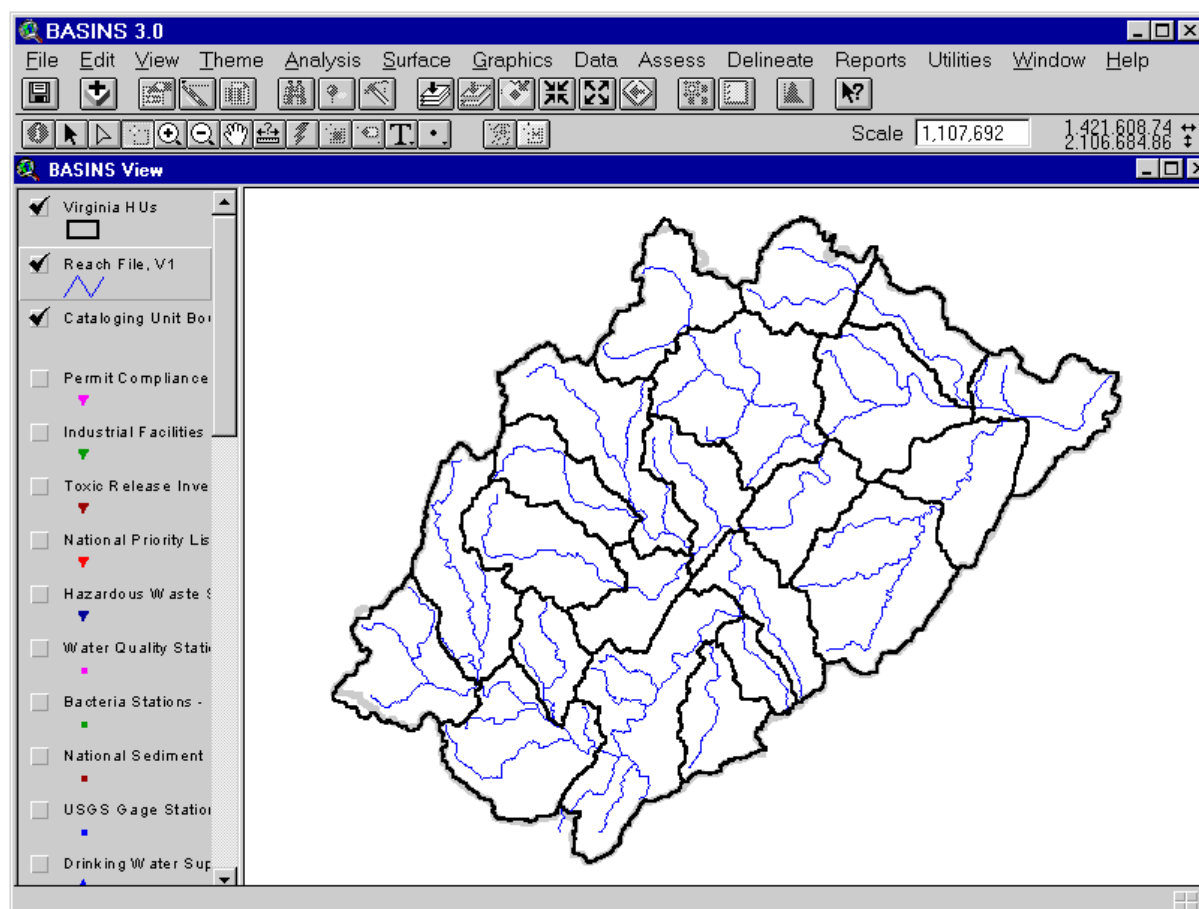 BASINS 3.0
File Edit View Theme Analysis Surface Graphics Data Assess Delineate Reports Utilities Window Help
T
Scale 1,107,692 1,421,608.74
2,106,684.86
BASINS View
Virginia HUs
Reach File, V1
Cataloging Unit Bou
Permit Compliance
Industrial Facilities
Toxic Release Inve
National Priority Lis
Hazardous Waste S
Water Quality Stati
Bacteria Stations -
National Sediment
USGS Gage Station
Drinking Water Sup